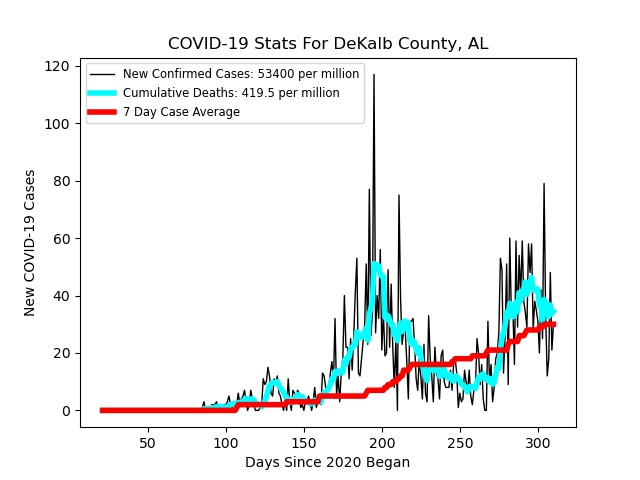 COVID-19 Stats For DeKalb County, AL
New Confirmed Cases: 53400 per million
Cumulative Deaths: 419.5 per million
7 Day Case Average
New COVID-19 Cases
120
100
80
60
40
20
0
50 100 150 200 250 300
Days Since 2020 Began